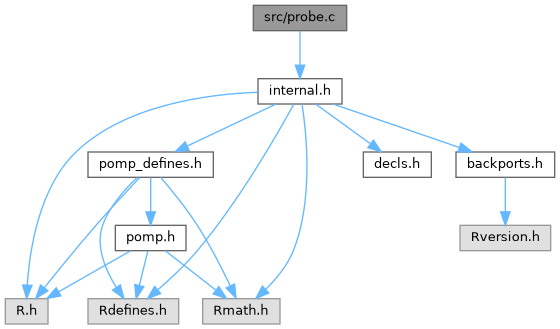 src/probe.c
internal.h
pomp_defines.h
decls.h
backports.h
pomp.h
Rversion.h
R.h
Rdefines.h
Rmath.h